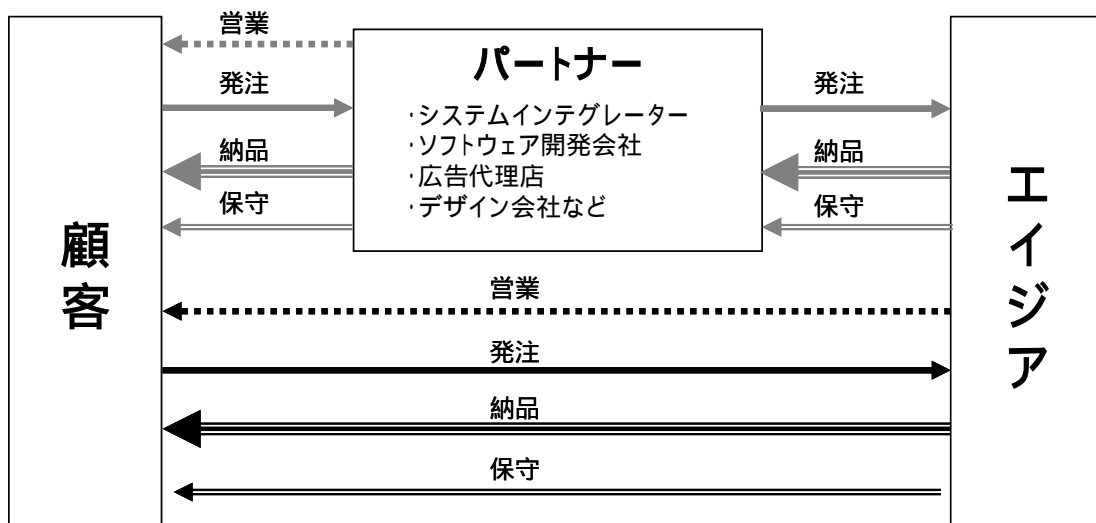 営業
発注
納品
保守
パートナー
·システムインテグレーター
·ソフトウェア開発会社
·広告代理店
·デザイン会社など
発注
納品
保守
顧客
エイジア
営業
発注
納品
保守